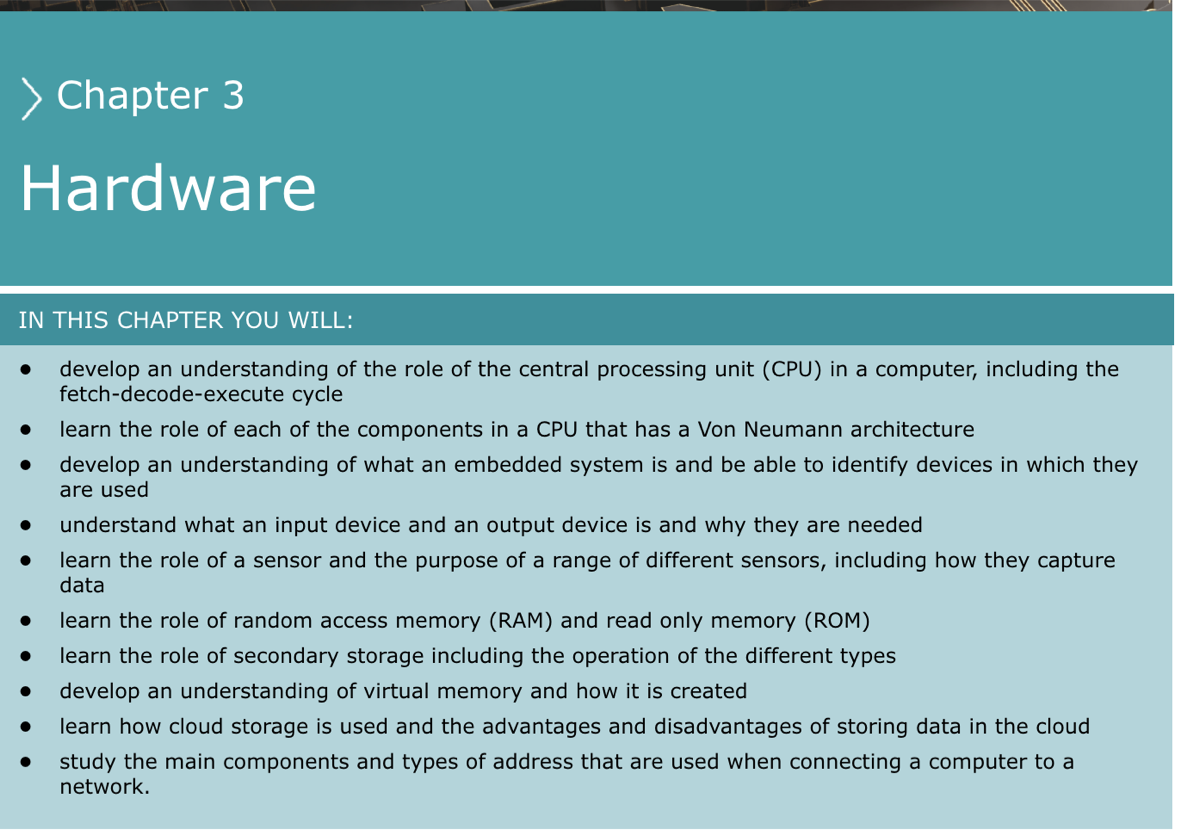 Chapter 3
Hardware
IN THIS CHAPTER YOU WILL:
● develop an understanding of the role of the central processing unit (CPU) in a computer, including the
fetch-decode-execute cycle
● learn the role of each of the components in a CPU that has a Von Neumann architecture
● develop an understanding of what an embedded system is and be able to identify devices in which they
are used
● understand what an input device and an output device is and why they are needed
● learn the role of a sensor and the purpose of a range of different sensors, including how they capture
data
● learn the role of random access memory (RAM) and read only memory (ROM)
● learn the role of secondary storage including the operation of the different types
● develop an understanding of virtual memory and how it is created
● learn how cloud storage is used and the advantages and disadvantages of storing data in the cloud
● study the main components and types of address that are used when connecting a computer to a
network.